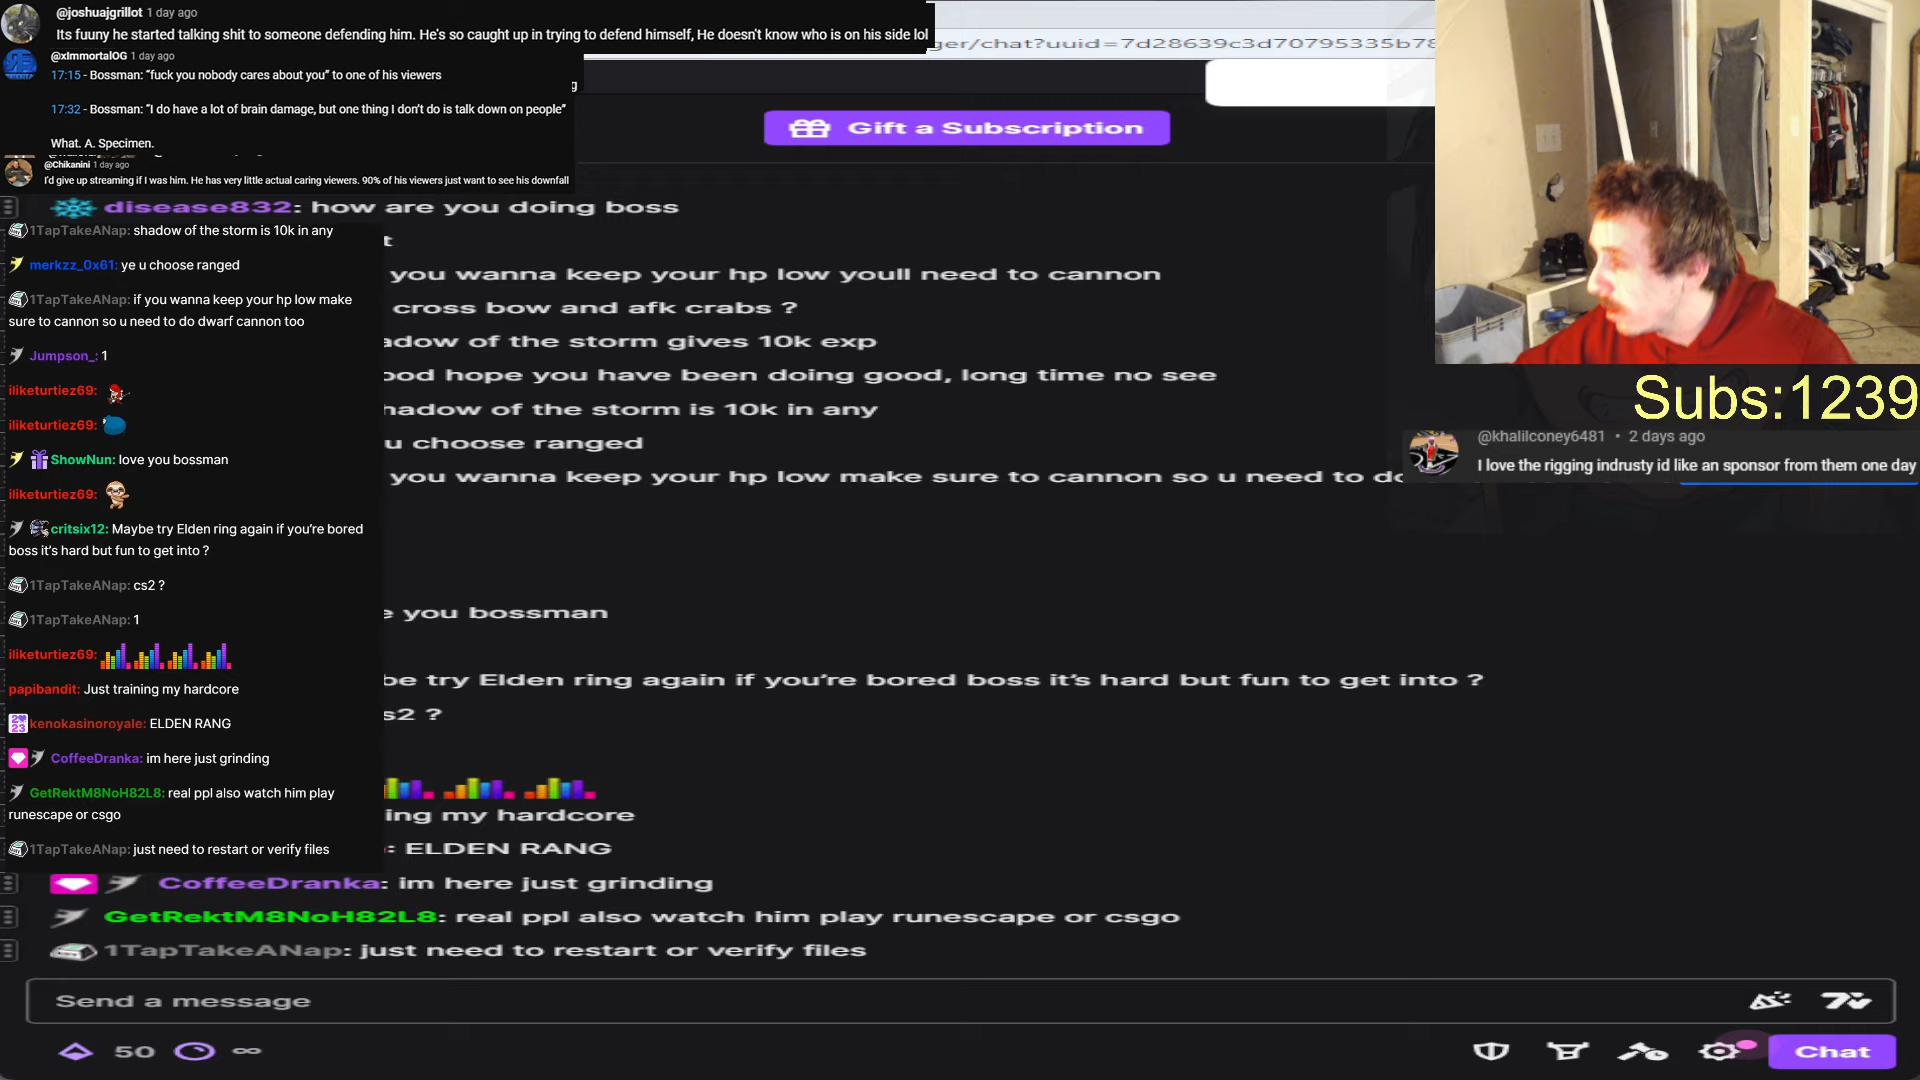 @joshuajgrillot 1 day ago
Its fuuny he started talking shit to someone defending him. He's so caught up in trying to defend himself, He doesn't know who is on his side lol
ger/chat?uuid=7d28639c3d70795335b78
@xImmortalOG 1 day ago
17:15 - Bossman: “fuck you nobody cares about you” to one of his viewers
17:32 - Bossman: “I do have a lot of brain damage, but one thing I don’t do is talk down on people”
What. A. Specimen.
@Chikanini 1 day ago
I'd give up streaming if I was him. He has very little actual caring viewers. 90% of his viewers just want to see his downfall
Gift a Subscription
disease832: how are you doing boss
1TapTakeANap: shadow of the storm is 10k in any
merkzz_0x61: ye u choose ranged
1TapTakeANap: if you wanna keep your hp low make
sure to cannon so u need to do dwarf cannon too
Jumpson_: 1
iliketurtiez69:
iliketurtiez69:
ShowNun: love you bossman
iliketurtiez69:
critsix12: Maybe try Elden ring again if you’re bored
boss it’s hard but fun to get into ?
1TapTakeANap: cs2 ?
1TapTakeANap: 1
iliketurtiez69:
papibandit: Just training my hardcore
kenokasinoroyale: ELDEN RANG
CoffeeDranka: im here just grinding
GetRektM8NoH82L8: real ppl also watch him play
runescape or csgo
1TapTakeANap: just need to restart or verify files
t
you wanna keep your hp low youll need to cannon
cross bow and afk crabs ?
adow of the storm gives 10k exp
ood hope you have been doing good, long time no see
hadow of the storm is 10k in any
u choose ranged
you wanna keep your hp low make sure to cannon so u need to do
e you bossman
be try Elden ring again if you’re bored boss it’s hard but fun to get into ?
s2 ?
ing my hardcore
: ELDEN RANG
CoffeeDranka: im here just grinding
GetRektM8NoH82L8: real ppl also watch him play runescape or csgo
1TapTakeANap: just need to restart or verify files
Subs:1239
@khalilconey6481 • 2 days ago
I love the rigging indrusty id like an sponsor from them one day
Send a message
50 ∞
Chat